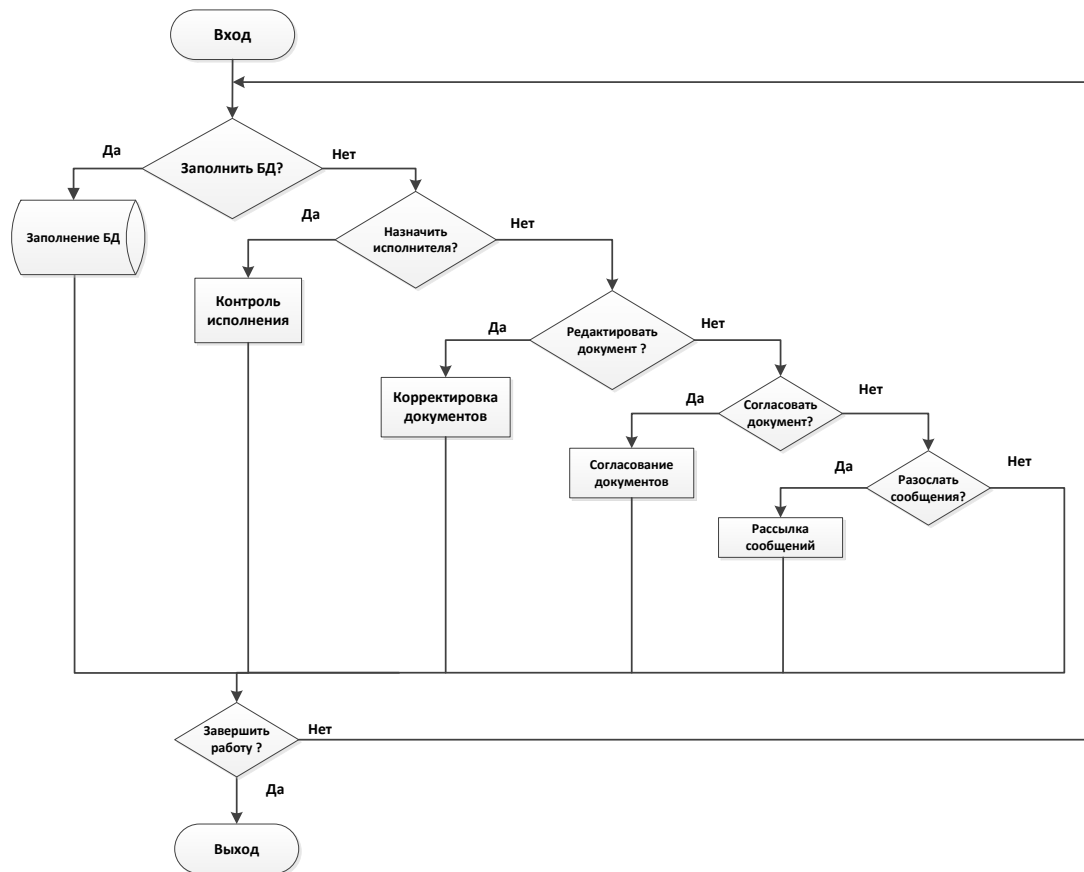 Вход
Да
Заполнить БД?
Нет
Заполнение БД
Да
Назначить
исполнителя?
Нет
Контроль
исполнения
Да
Редактировать
документ ?
Нет
Корректировка
документов
Да
Согласовать
документ?
Нет
Согласование
документов
Да
Разослать
сообщения?
Нет
Рассылка
сообщений
Завершить
работу ?
Нет
Да
Выход